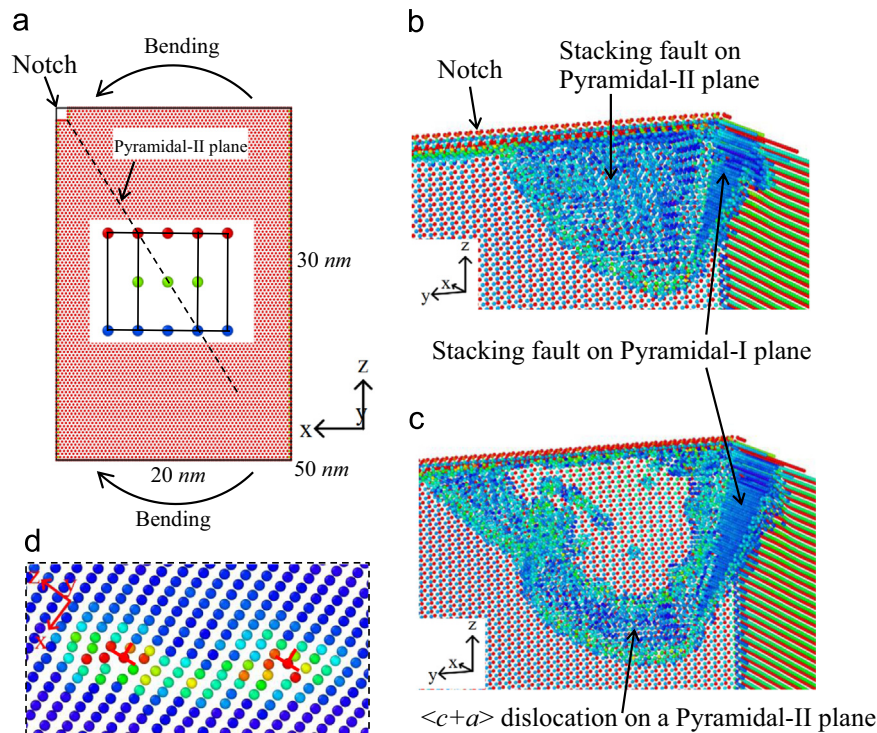 a
Bending
Notch
Pyramidal-II plane
30 nm
z
x
y
20 nm
50 nm
Bending
b
Stacking fault on
Pyramidal-II plane
Notch
z
y
x
Stacking fault on Pyramidal-I plane
c
z
y
x
<c+a> dislocation on a Pyramidal-II plane
d
z
y
x